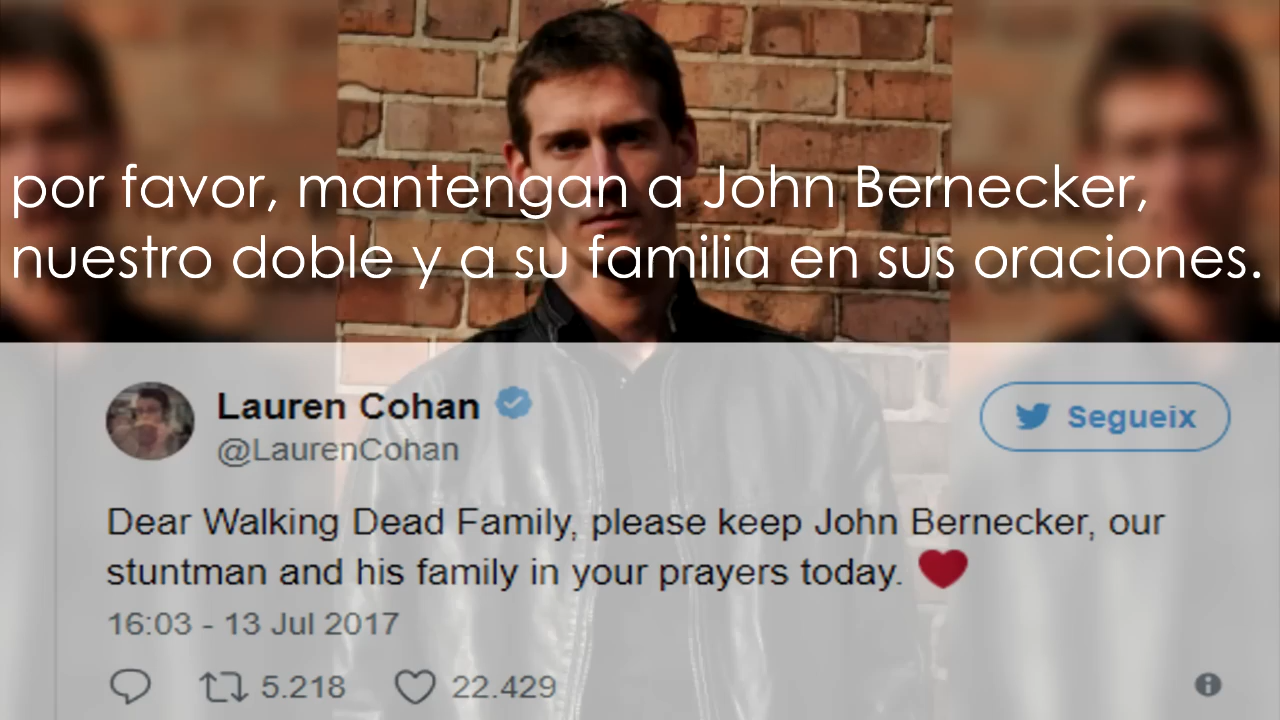 por favor, mantengan a John Bernecker,
nuestro doble y a su familia en sus oraciones.
Lauren Cohan
@LaurenCohan
Segueix
Dear Walking Dead Family, please keep John Bernecker, our
stuntman and his family in your prayers today. ❤
16:03 - 13 Jul 2017
5.218 22.429